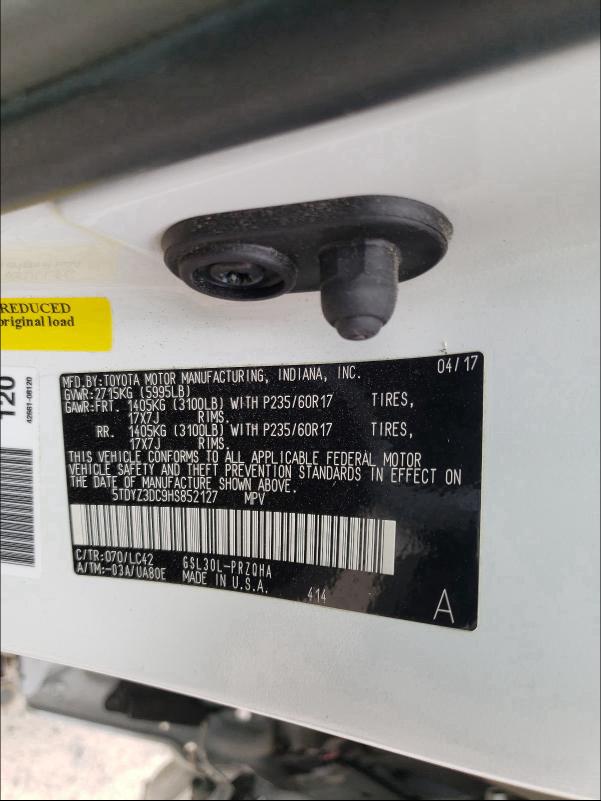 REDUCED
original load
120
42661-08120
MFD.BY:TOYOTA MOTOR MANUFACTURING, INDIANA, INC. 04/17
GVWR:2715KG (5995LB)
GAWR:FRT. 1405KG (3100LB) WITH P235/60R17 TIRES,
17X7J RIMS.
RR. 1405KG (3100LB) WITH P235/60R17 TIRES,
17X7J RIMS.
THIS VEHICLE CONFORMS TO ALL APPLICABLE FEDERAL MOTOR
VEHICLE SAFETY AND THEFT PREVENTION STANDARDS IN EFFECT ON
THE DATE OF MANUFACTURE SHOWN ABOVE.
5TDYZ3DC9HS852127 MPV
C/TR:070/LC42 GSL30L-PRZQHA
A/TM:-03A/UA80E MADE IN U.S.A.
414 A